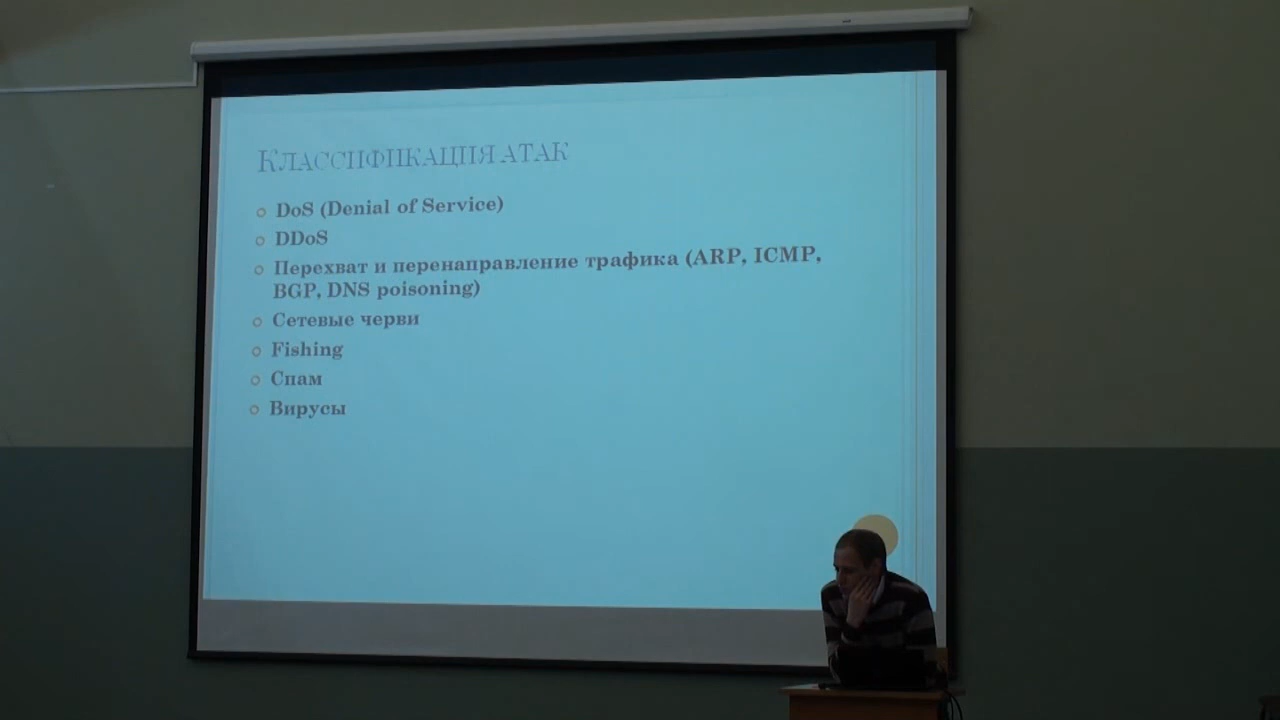 Классификация атак
DoS (Denial of Service)
DDoS
Перехват и перенаправление трафика (ARP, ICMP,
BGP, DNS poisoning)
Сетевые черви
Fishing
Спам
Вирусы